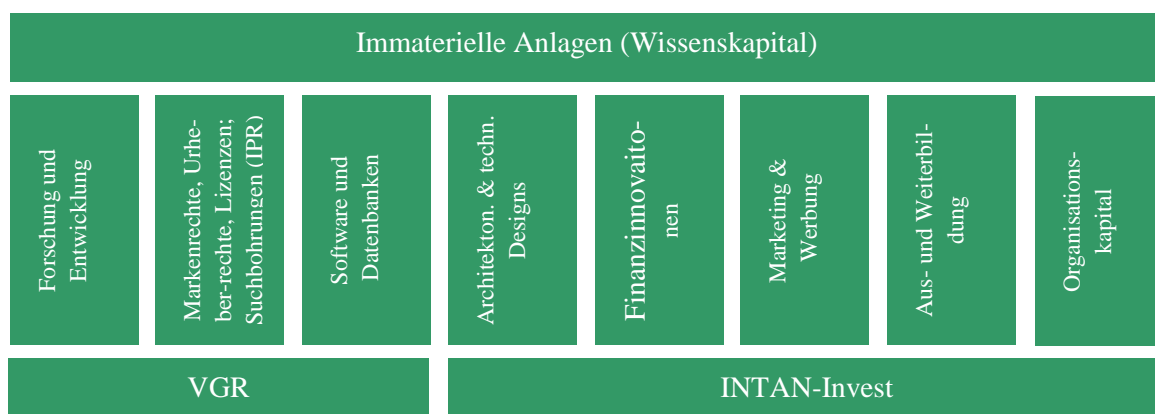 Immaterielle Anlagen (Wissenskapital)
Forschung und
Entwicklung
Markenrechte, Urhe-
ber-rechte, Lizenzen;
Suchbohrungen (IPR)
Software und
Datenbanken
Architekton. & techn.
Designs
Finanzinnovaito-
nen
Marketing &
Werbung
Aus- und Weiterbil-
dung
Organisations-
kapital
VGR
INTAN-Invest